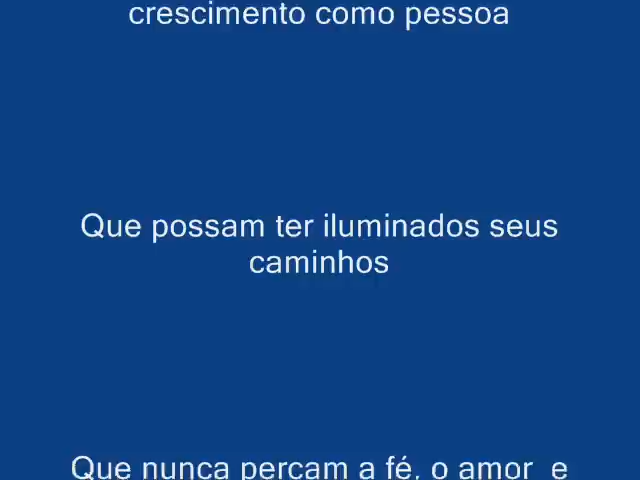 crescimento como pessoa
Que possam ter iluminados seus
caminhos
Que nunca percam a fé, o amor e